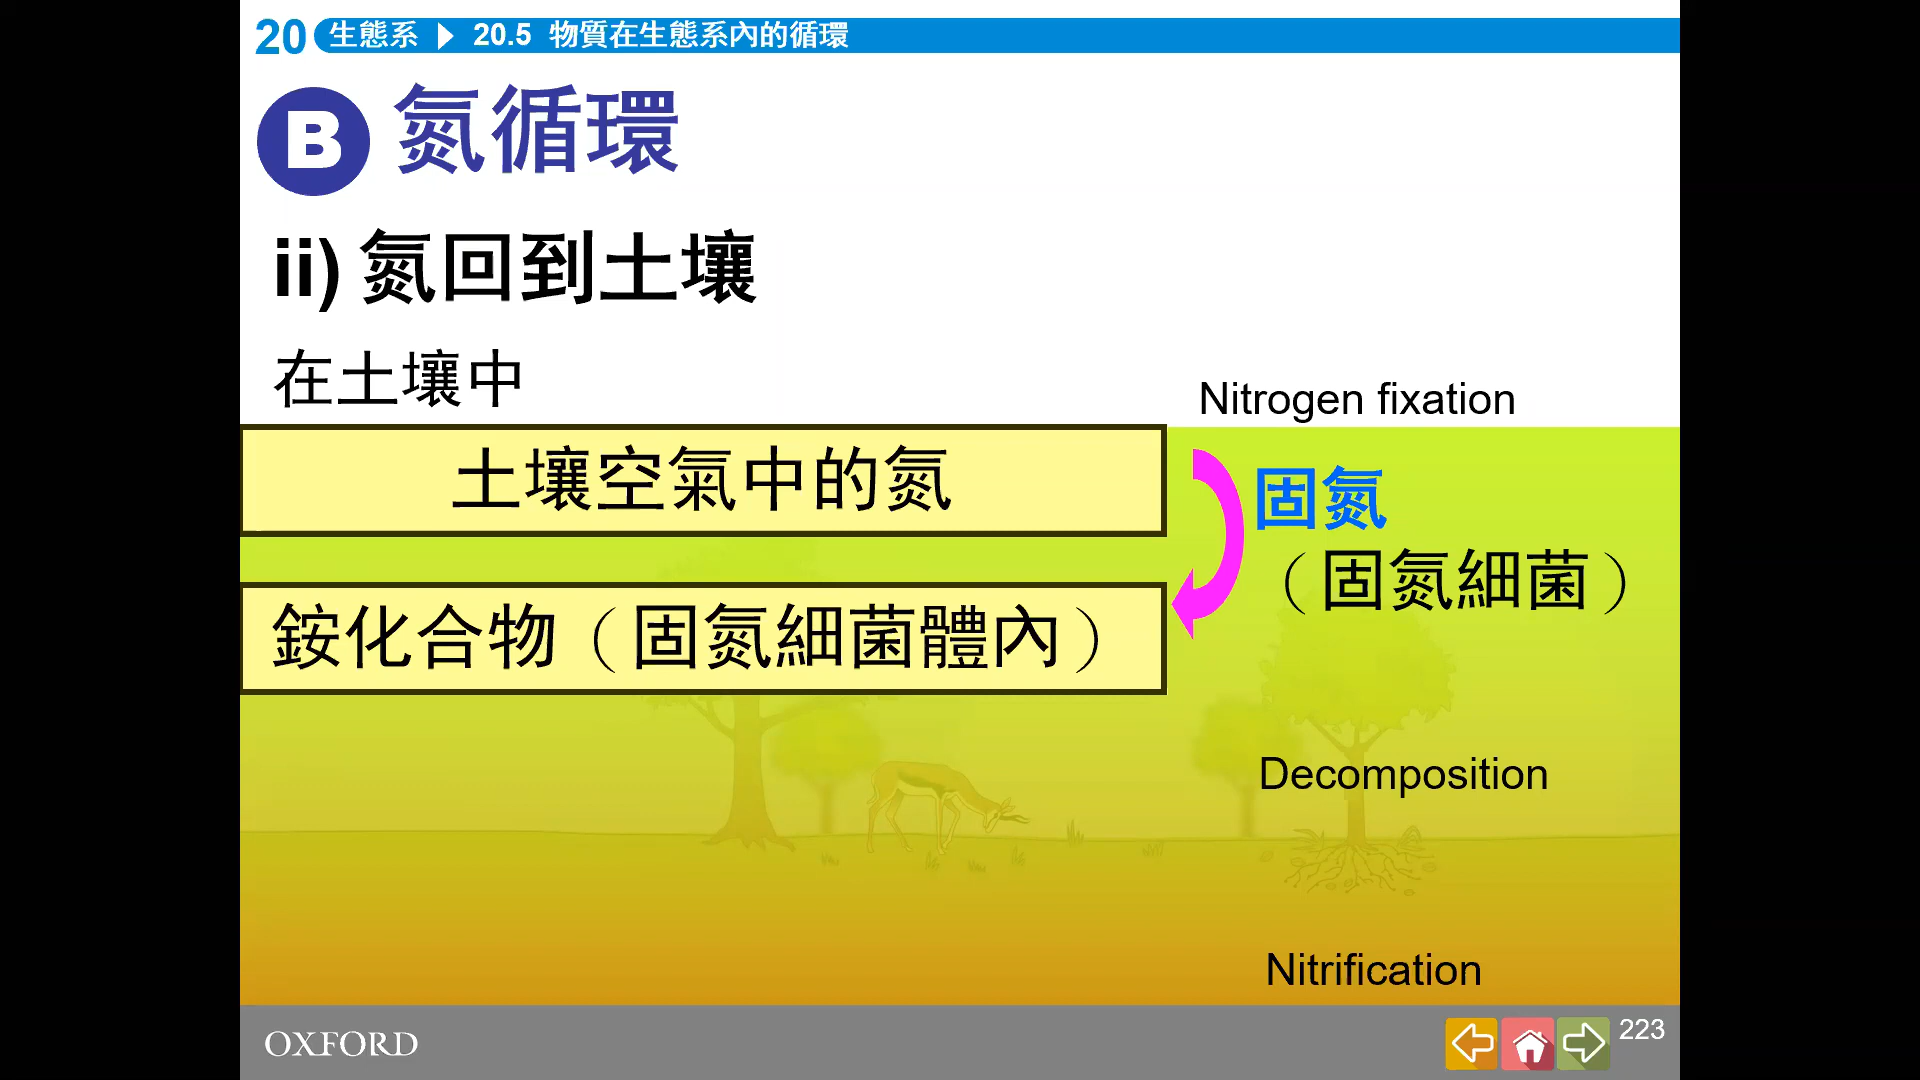 20 生態系 ▶ 20.5 物質在生態系內的循環
B 氮循環
ii) 氮回到土壤
在土壤中
Nitrogen fixation
土壤空氣中的氮
固氮
（固氮細菌）
銨化合物（固氮細菌體內）
Decomposition
Nitrification
OXFORD
223